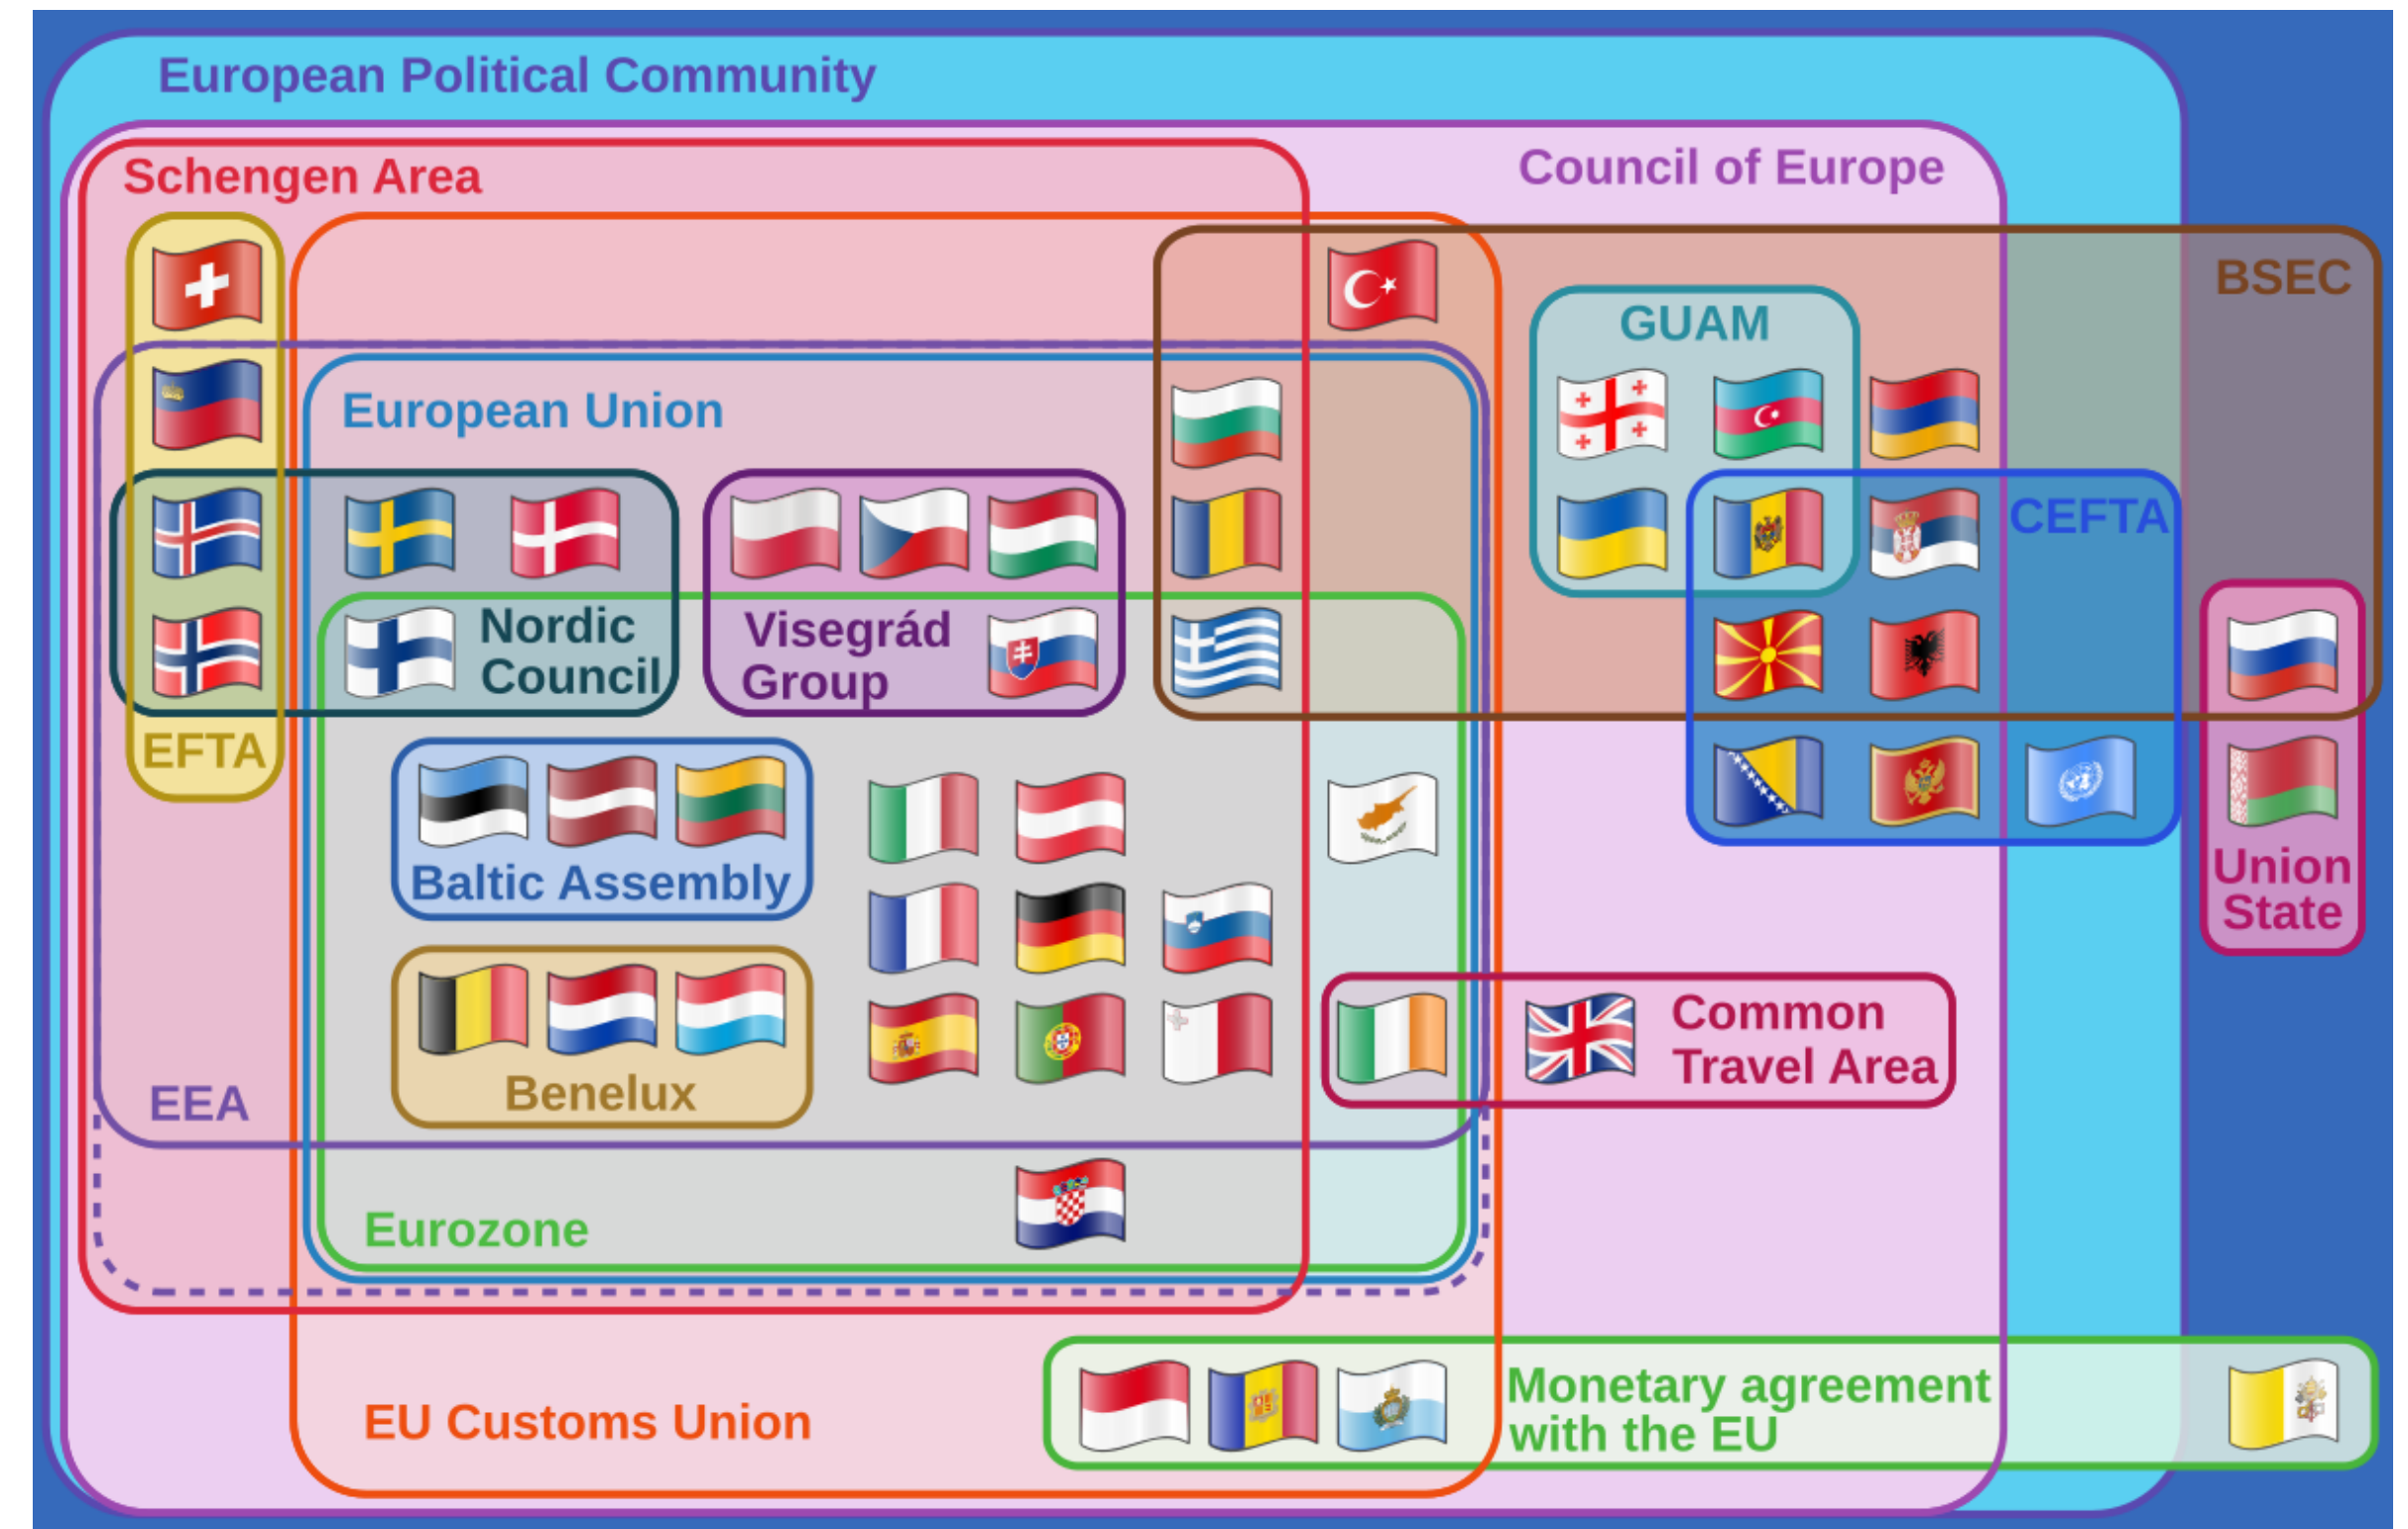 European Political Community
Schengen Area
Council of Europe
BSEC
GUAM
European Union
CEFTA
Nordic
Council
Visegrád
Group
EFTA
Baltic Assembly
Union
State
Common
Travel Area
Benelux
EEA
Eurozone
EU Customs Union
Monetary agreement
with the EU